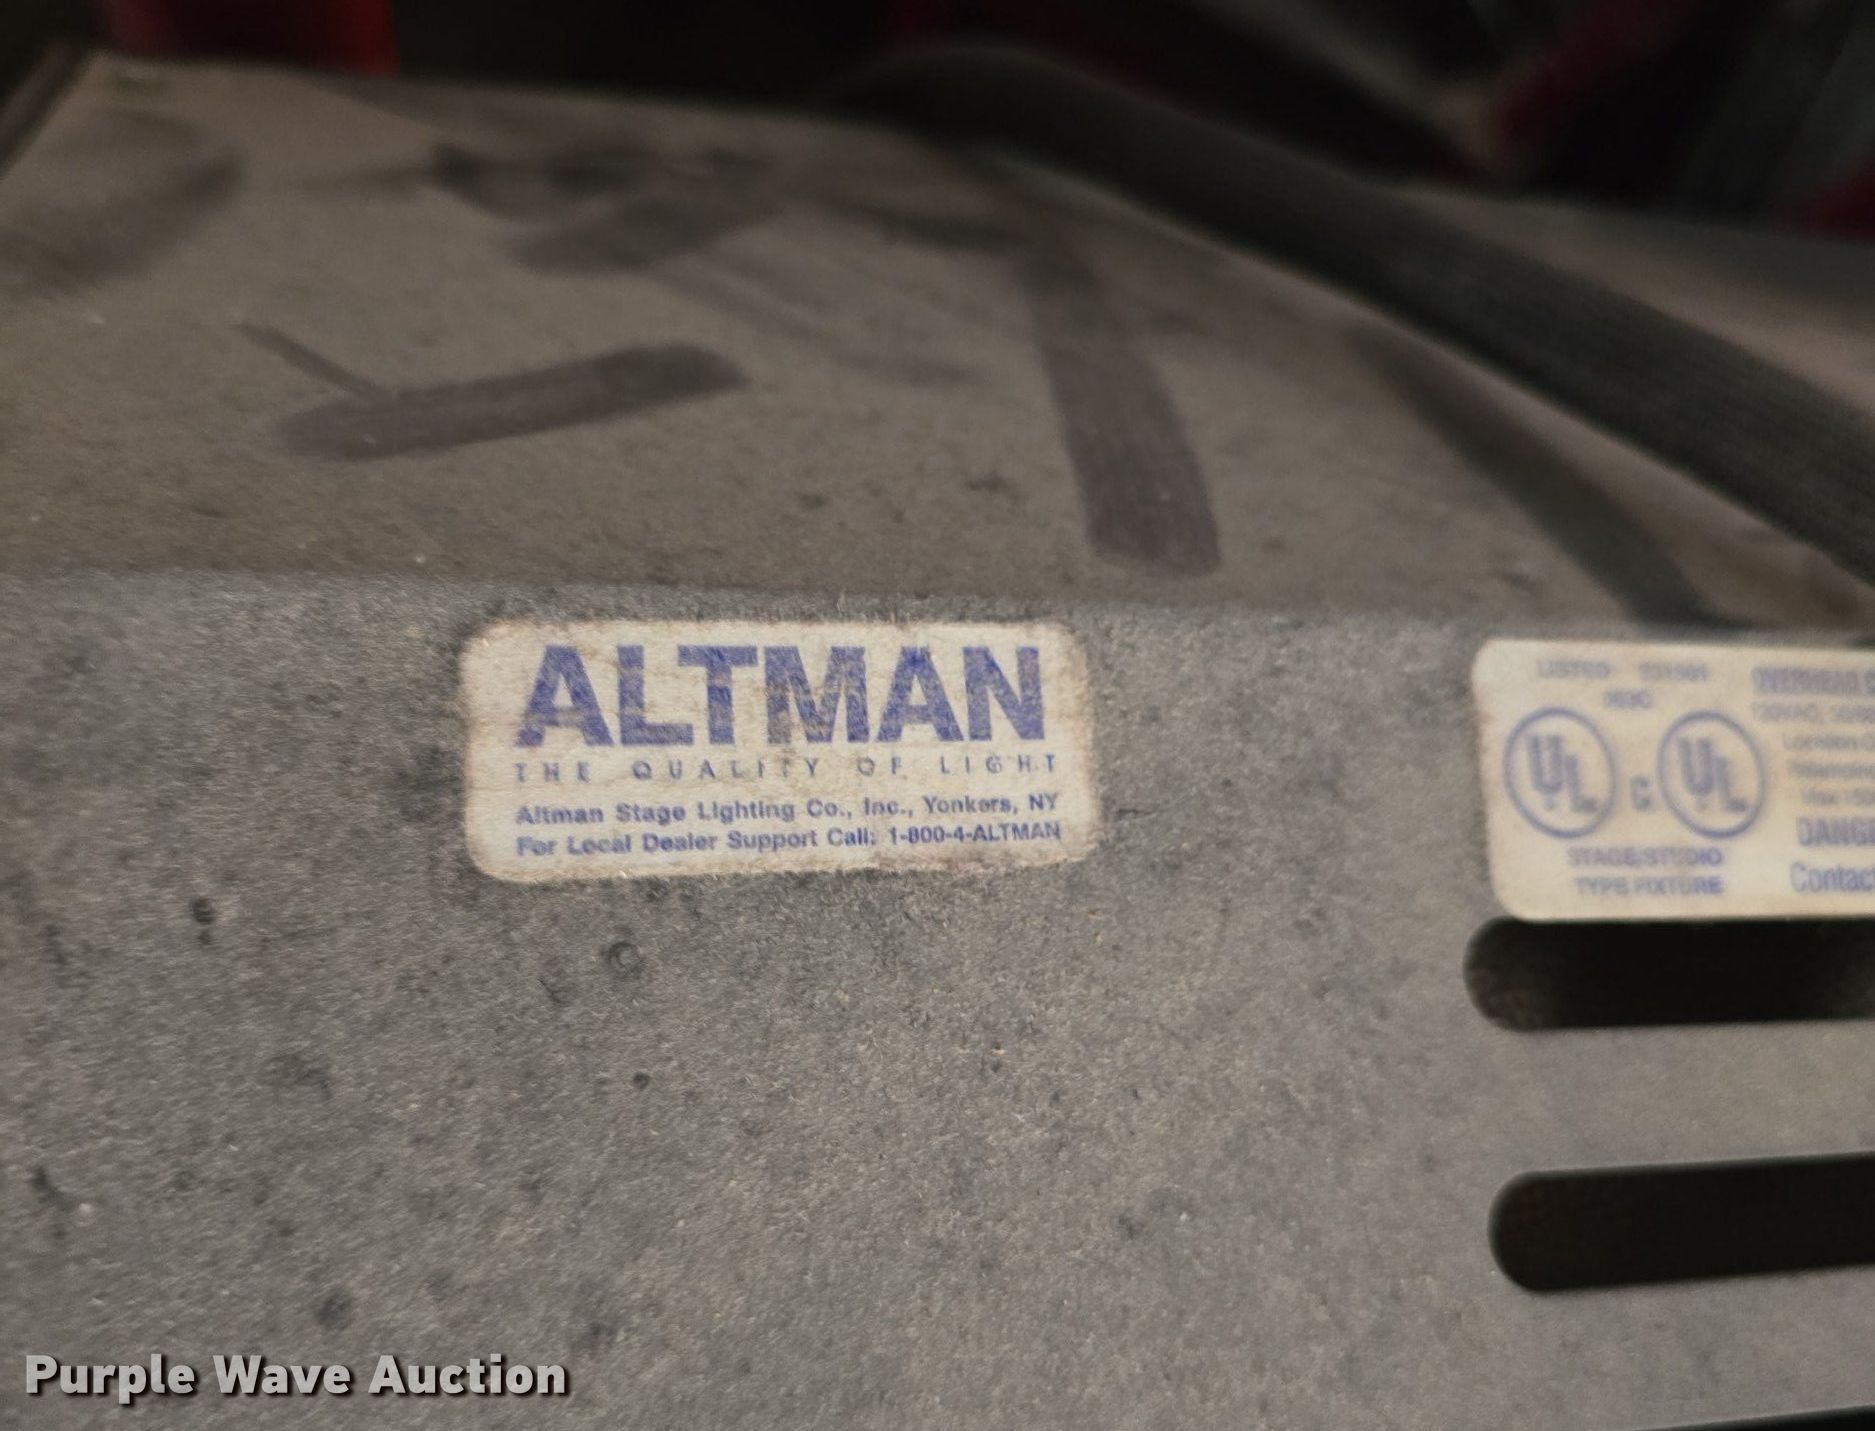 ALTMAN
THE QUALITY OF LIGHT
Altman Stage Lighting Co., Inc., Yonkers, NY
For Local Dealer Support Call: 1-800-4-ALTMAN
LISTED
UL c UL
STAGE/STUDIO
TYPE FIXTURE
Contact
Purple Wave Auction